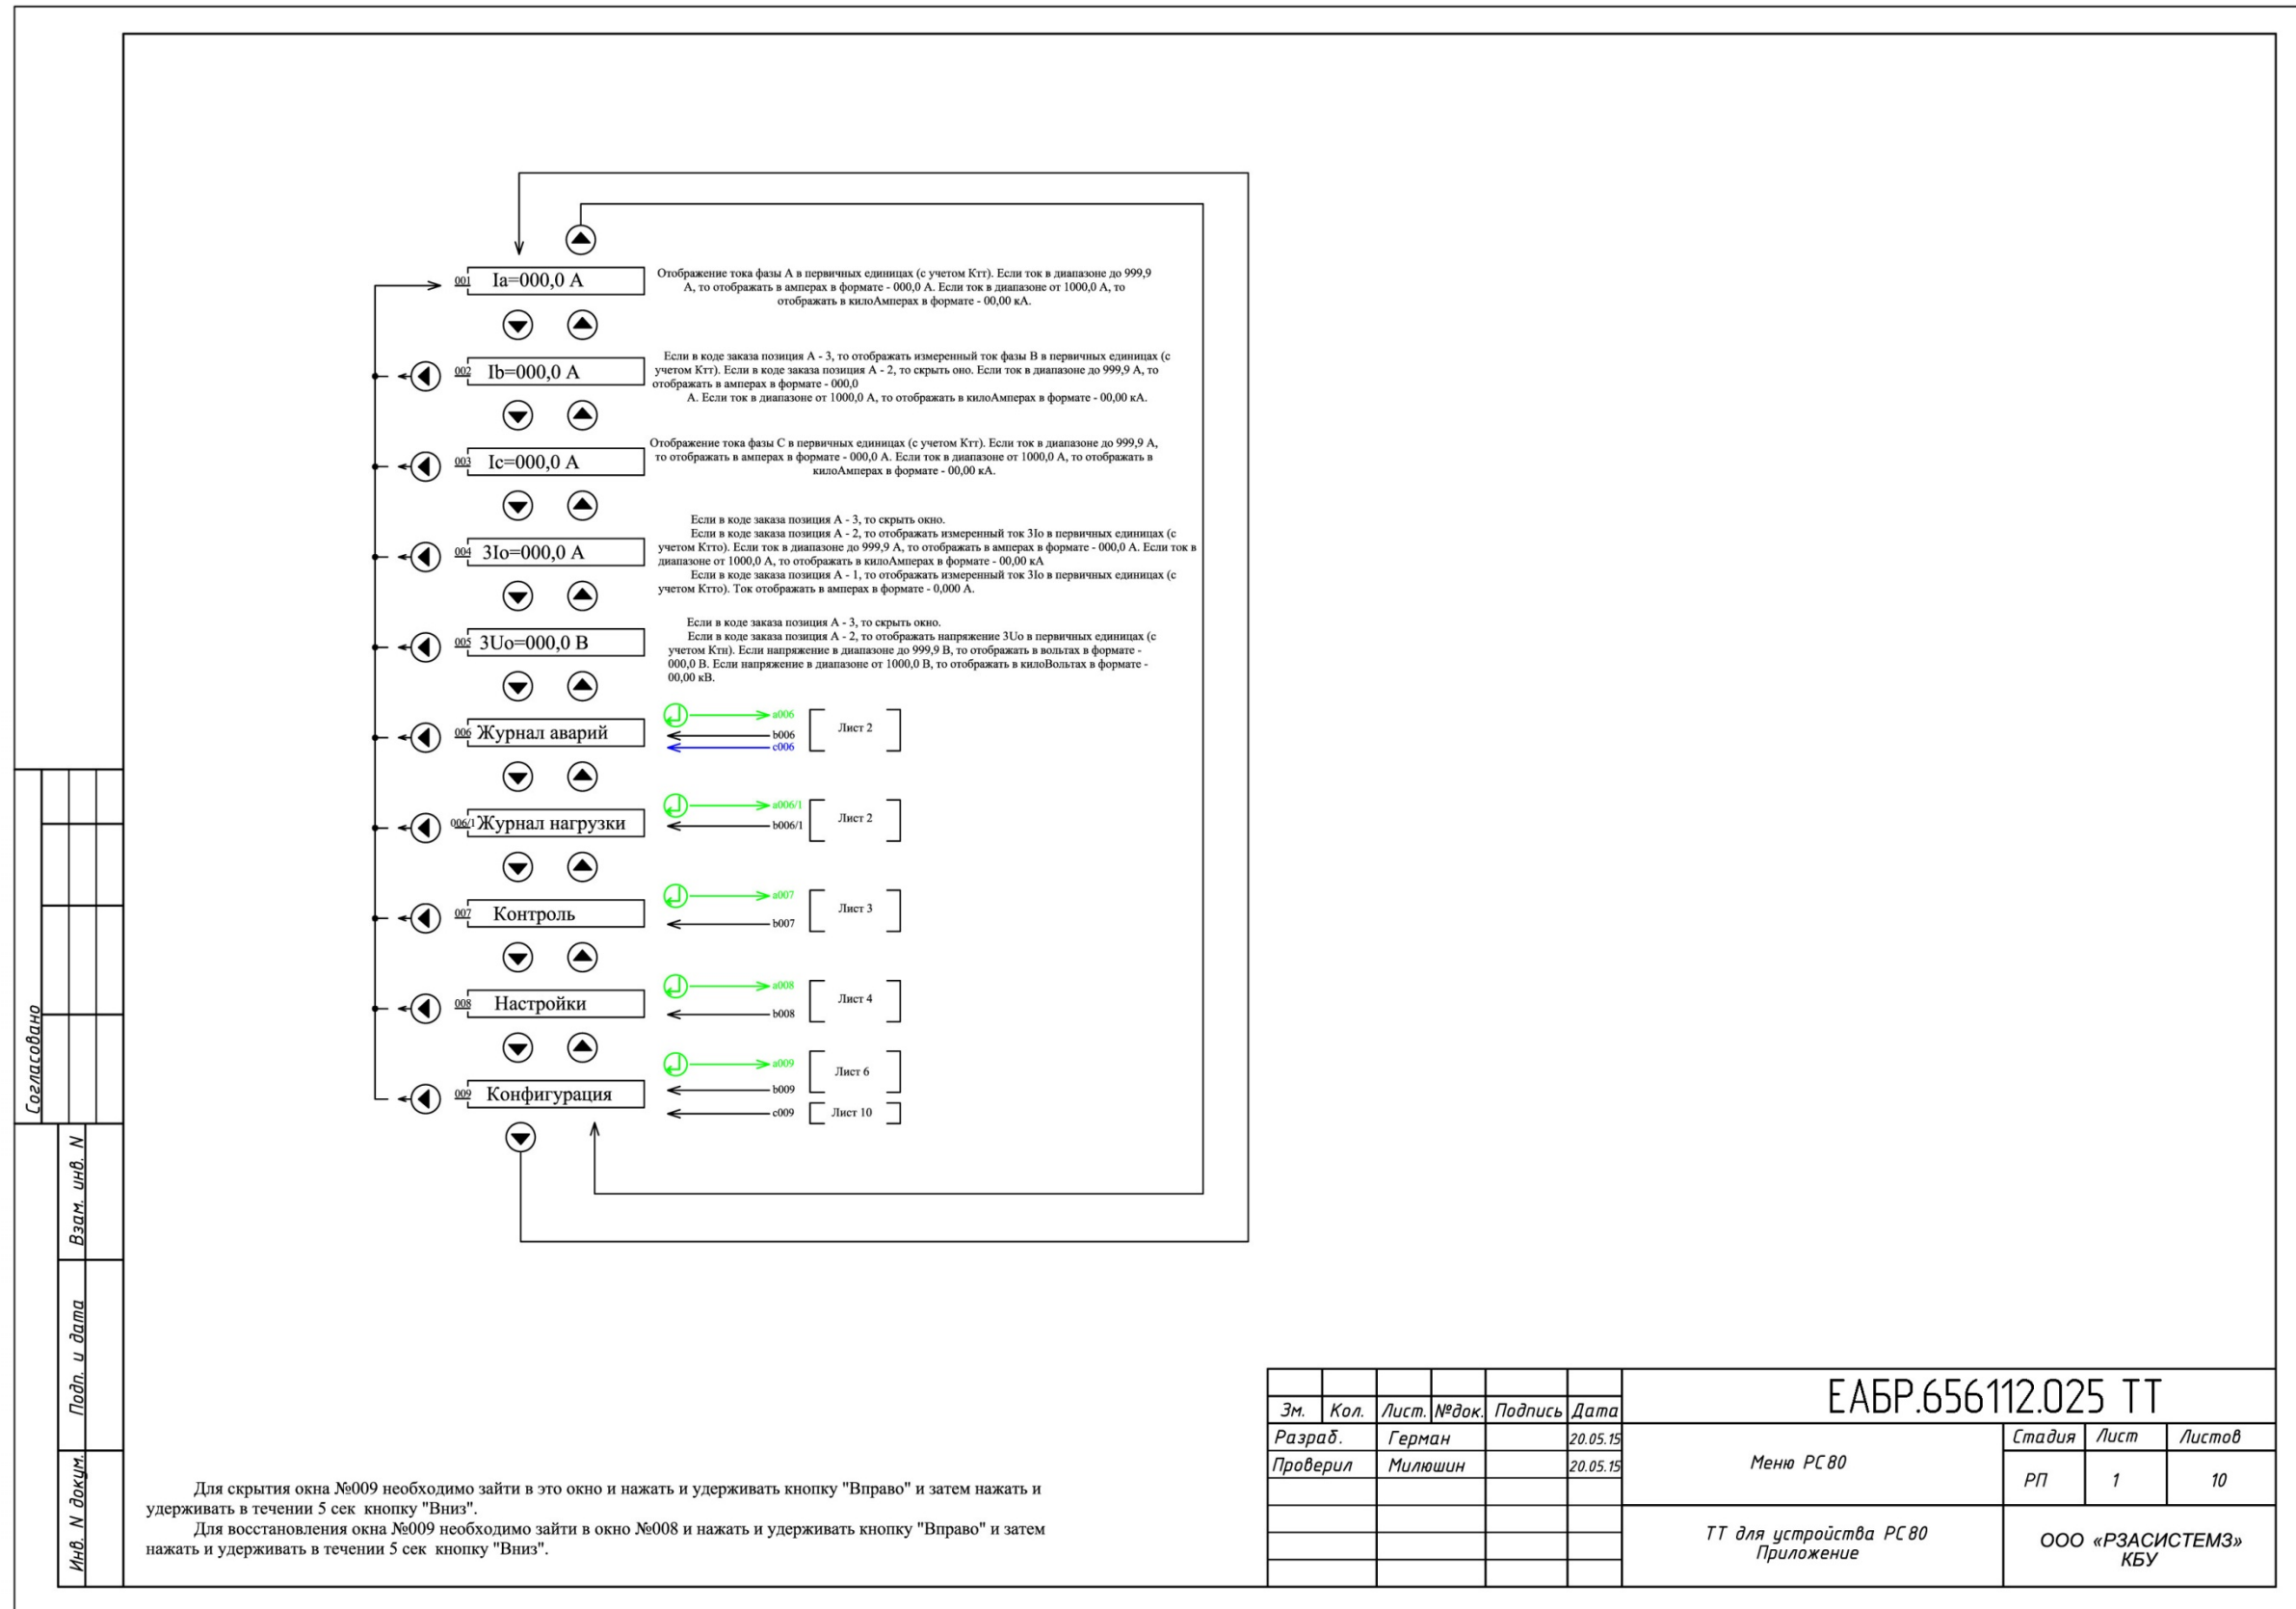 001
Ia=000,0 А
Отображение тока фазы А в первичных единицах (с учетом Ктт). Если ток в диапазоне до 999,9
А, то отображать в амперах в формате - 000,0 А. Если ток в диапазоне от 1000,0 А, то
отображать в килоАмперах в формате - 00,00 кА.
002
Ib=000,0 А
Если в коде заказа позиция А - 3, то отображать измеренный ток фазы В в первичных единицах (с
учетом Ктт). Если в коде заказа позиция А - 2, то скрыть оно. Если ток в диапазоне до 999,9 А, то
отображать в амперах в формате - 000,0
А. Если ток в диапазоне от 1000,0 А, то отображать в килоАмперах в формате - 00,00 кА.
003
Ic=000,0 А
Отображение тока фазы С в первичных единицах (с учетом Ктт). Если ток в диапазоне до 999,9 А,
то отображать в амперах в формате - 000,0 А. Если ток в диапазоне от 1000,0 А, то отображать в
килоАмперах в формате - 00,00 кА.
004
3Io=000,0 А
Если в коде заказа позиция А - 3, то скрыть окно.
Если в коде заказа позиция А - 2, то отображать измеренный ток 3Io в первичных единицах (с
учетом Ктто). Если ток в диапазоне до 999,9 А, то отображать в амперах в формате - 000,0 А. Если ток в
диапазоне от 1000,0 А, то отображать в килоАмперах в формате - 00,00 кА
Если в коде заказа позиция А - 1, то отображать измеренный ток 3Io в первичных единицах (с
учетом Ктто). Ток отображать в амперах в формате - 0,000 А.
005
3Uo=000,0 В
Если в коде заказа позиция А - 3, то скрыть окно.
Если в коде заказа позиция А - 2, то отображать напряжение 3Uo в первичных единицах (с
учетом Ктн). Если напряжение в диапазоне до 999,9 В, то отображать в вольтах в формате -
000,0 В. Если напряжение в диапазоне от 1000,0 В, то отображать в килоВольтах в формате -
00,00 кВ.
006
Журнал аварий
a006
b006
c006
Лист 2
006/1
Журнал нагрузки
a006/1
b006/1
Лист 2
007
Контроль
a007
b007
Лист 3
008
Настройки
a008
b008
Лист 4
009
Конфигурация
a009
b009
Лист 6
c009
Лист 10
Согласовано
Взам. инв. N
Подп. и дата
Инв. N докум.
Для скрытия окна №009 необходимо зайти в это окно и нажать и удерживать кнопку "Вправо" и затем нажать и
удерживать в течении 5 сек кнопку "Вниз".
Для восстановления окна №009 необходимо зайти в окно №008 и нажать и удерживать кнопку "Вправо" и затем
нажать и удерживать в течении 5 сек кнопку "Вниз".
ЕАБР.656112.025 ТТ
Зм. Кол. Лист. №док. Подпись Дата
Разраб. Герман 20.05.15
Проверил Милюшин 20.05.15
Меню РС80
Стадия Лист Листов
РП 1 10
ТТ для устройства РС80
Приложение
ООО «РЗАСИСТЕМЗ»
КБУ